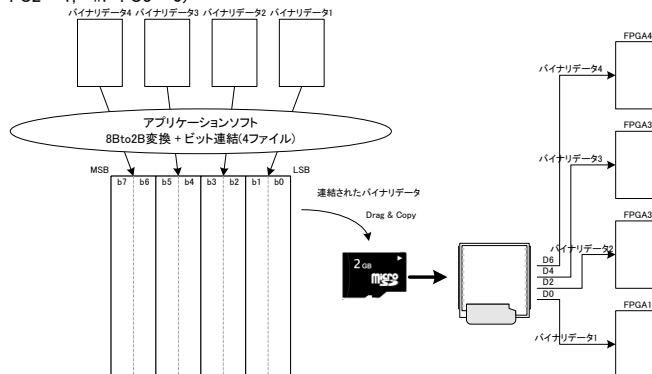 バイナリデータ4 バイナリデータ3 バイナリデータ2 バイナリデータ1
アプリケーションソフト
8Bto2B変換 + ビット連結(4ファイル)
MSB
LSB
b7 b6 b5 b4 b3 b2 b1 b0
連結されたバイナリデータ
Drag & Copy
2 GB
micro
SD
D6
D4
D2
D0
バイナリデータ4
バイナリデータ3
バイナリデータ2
バイナリデータ1
FPGA4
FPGA3
FPGA3
FPGA1